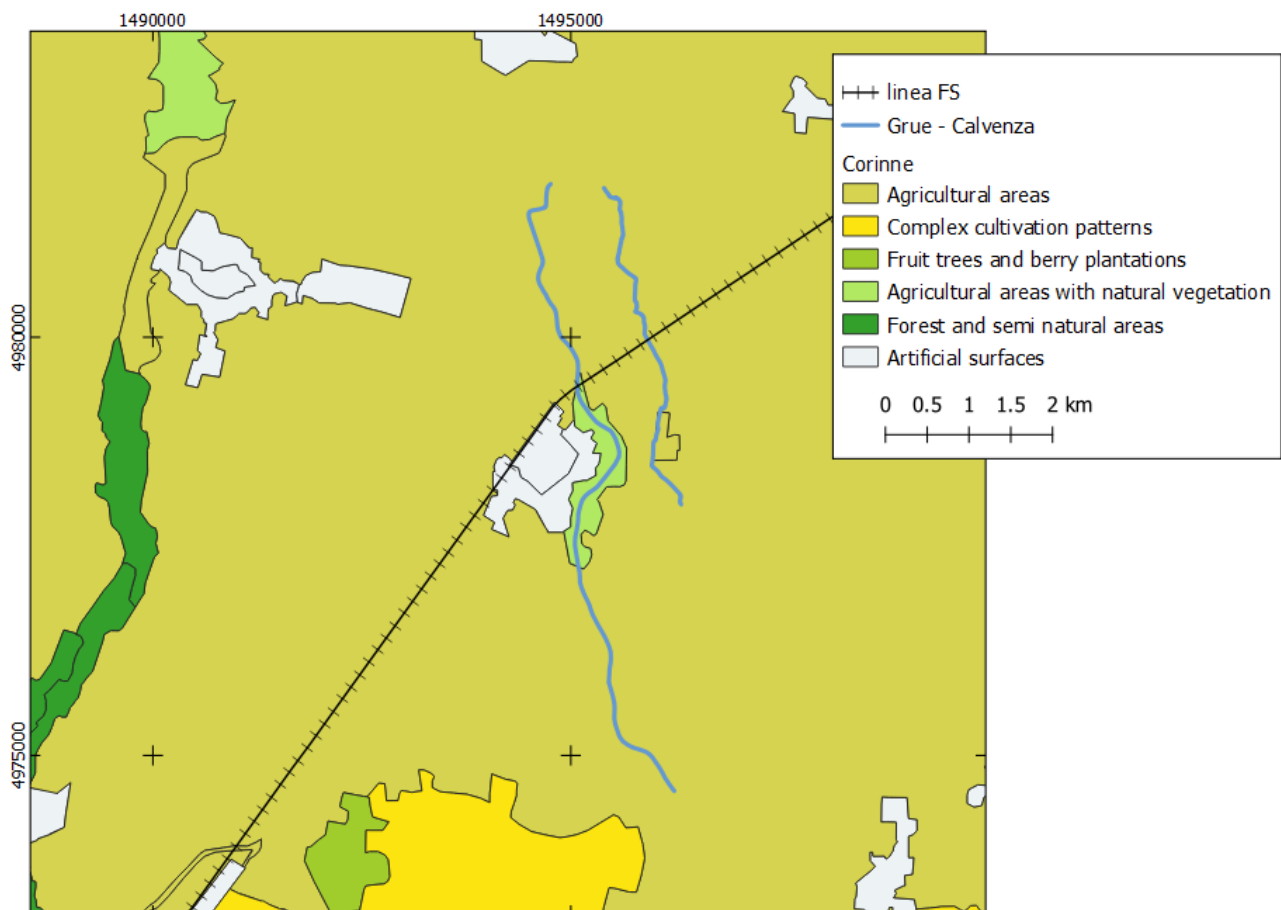 1490000
1495000
4980000
4975000
linea FS
Grue - Calvenza
Corinne
Agricultural areas
Complex cultivation patterns
Fruit trees and berry plantations
Agricultural areas with natural vegetation
Forest and semi natural areas
Artificial surfaces
0 0.5 1 1.5 2 km